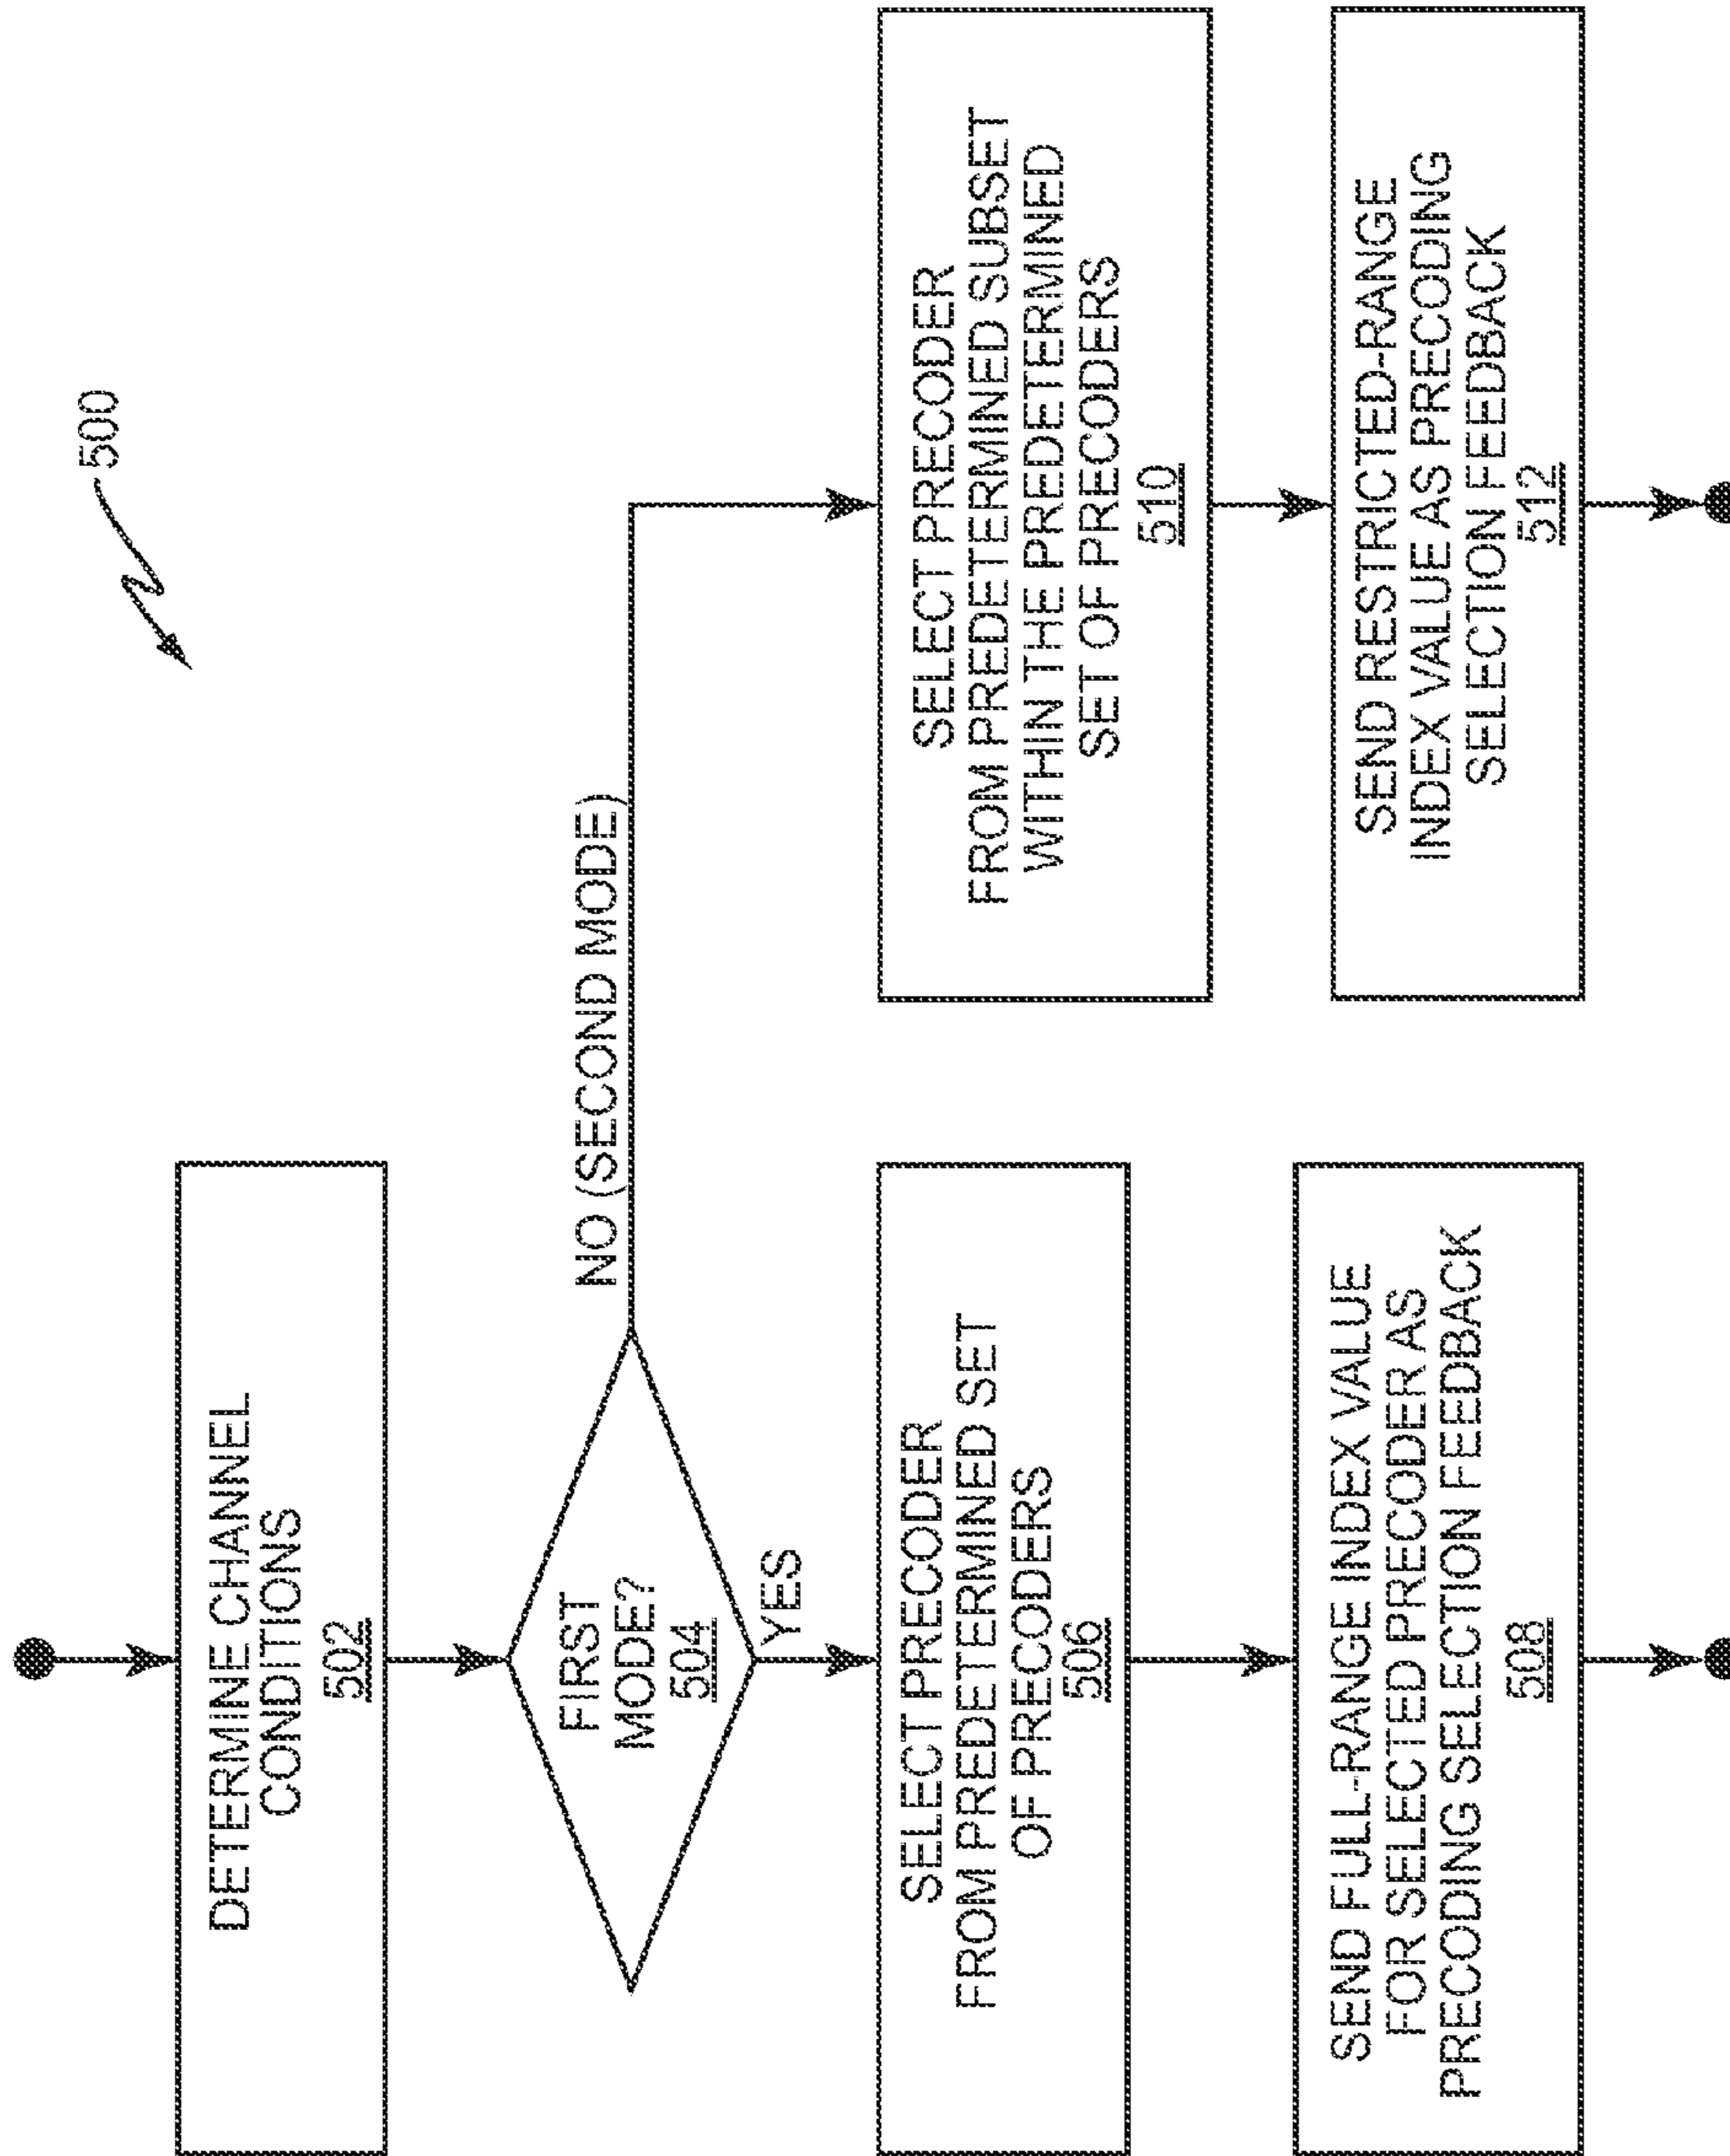 500
DETERMINE CHANNEL
CONDITIONS
502
FIRST
MODE?
504
NO (SECOND MODE)
YES
SELECT PRECODER
FROM PREDETERMINED SET
OF PRECODERS
506
SEND FULL-RANGE INDEX VALUE
FOR SELECTED PRECODER AS
PRECODING SELECTION FEEDBACK
508
SELECT PRECODER
FROM PREDETERMINED SUBSET
WITHIN THE PREDETERMINED
SET OF PRECODERS
510
SEND RESTRICTED-RANGE
INDEX VALUE AS PRECODING
SELECTION FEEDBACK
512